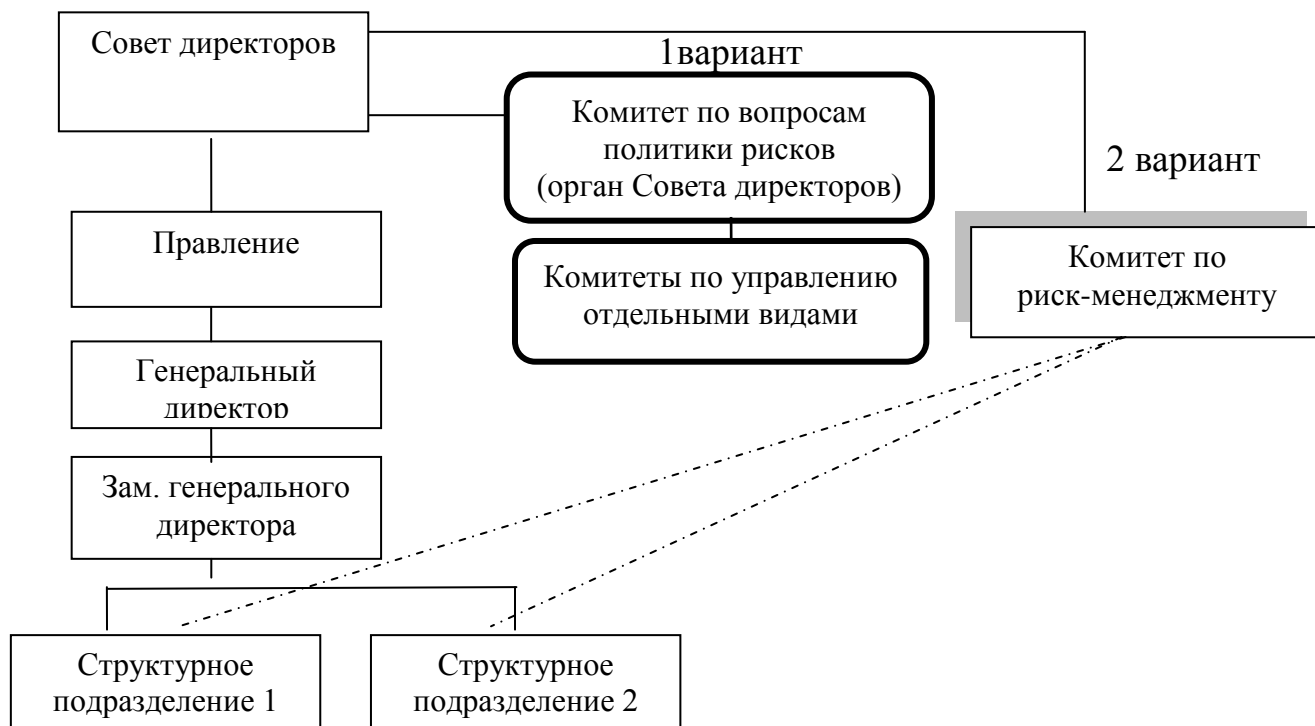 Совет директоров
1вариант
Комитет по вопросам
политики рисков
(орган Совета директоров)
2 вариант
Правление
Комитеты по управлению
отдельными видами
Комитет по
риск-менеджменту
Генеральный
директор
Зам. генерального
директора
Структурное
подразделение 1
Структурное
подразделение 2